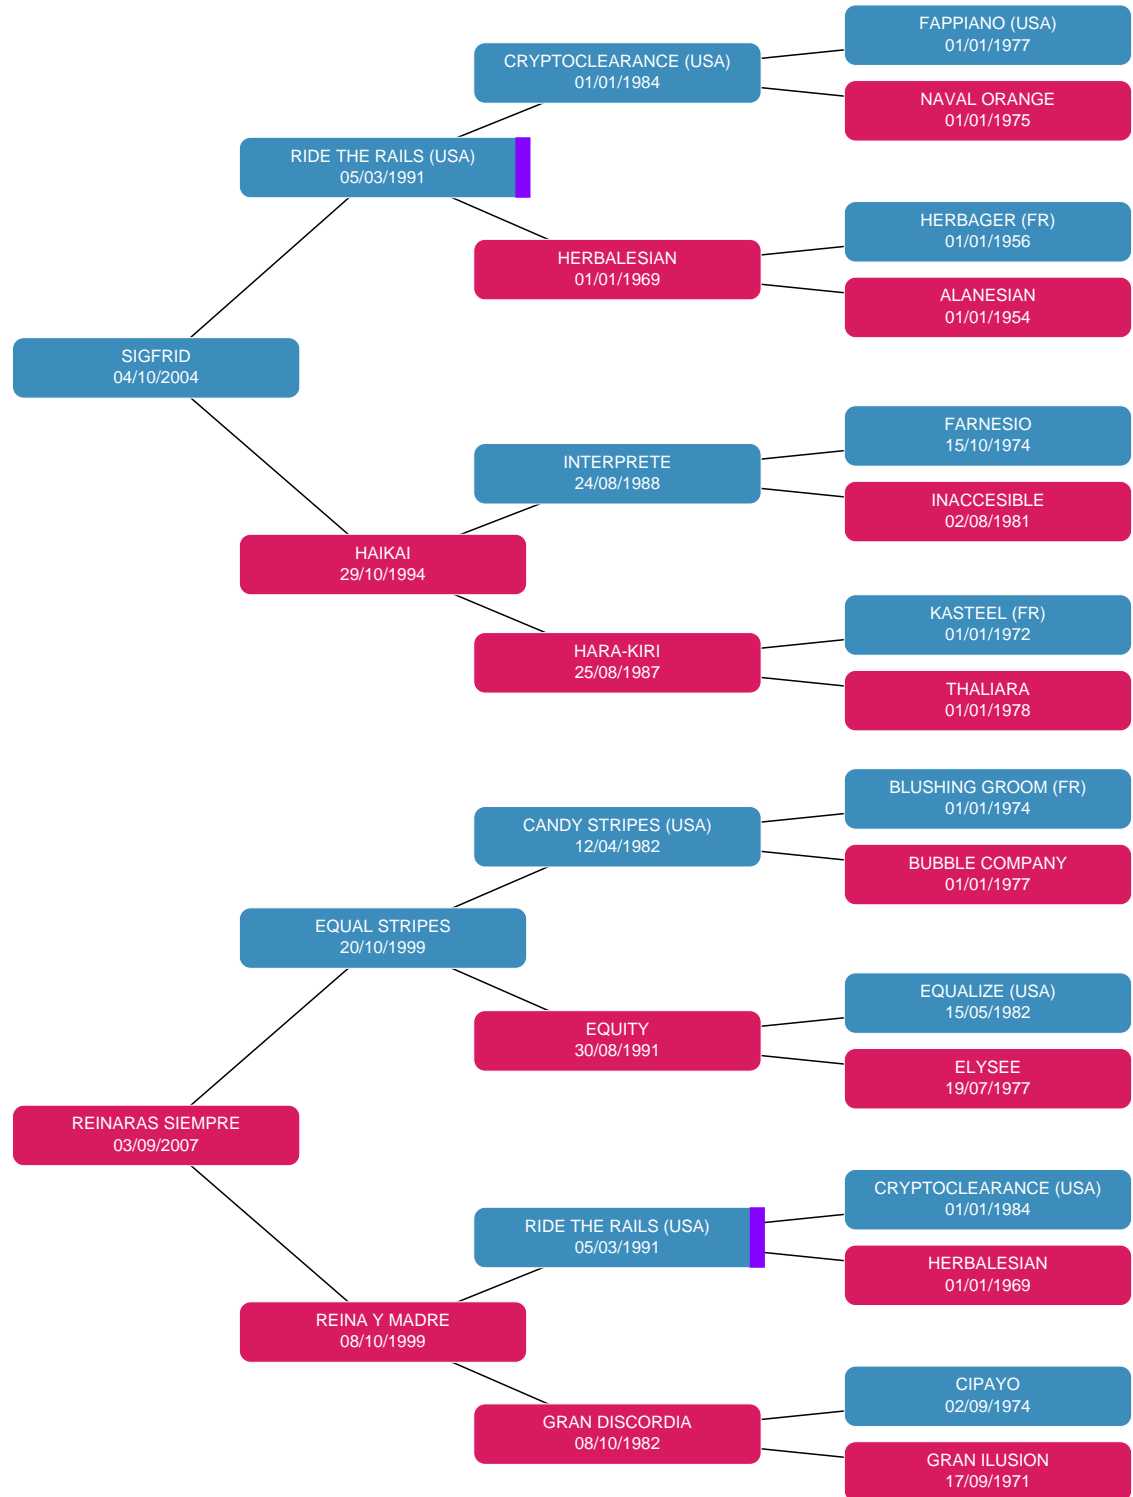 FAPPIANO (USA)
01/01/1977
CRYPTOCLEARANCE (USA)
01/01/1984
NAVAL ORANGE
01/01/1975
RIDE THE RAILS (USA)
05/03/1991
HERBAGER (FR)
01/01/1956
HERBALESIAN
01/01/1969
ALANESIAN
01/01/1954
SIGFRID
04/10/2004
FARNESIO
15/10/1974
INTERPRETE
24/08/1988
INACCESIBLE
02/08/1981
HAIKAI
29/10/1994
KASTEEL (FR)
01/01/1972
HARA-KIRI
25/08/1987
THALIARA
01/01/1978
BLUSHING GROOM (FR)
01/01/1974
CANDY STRIPES (USA)
12/04/1982
BUBBLE COMPANY
01/01/1977
EQUAL STRIPES
20/10/1999
EQUALIZE (USA)
15/05/1982
EQUITY
30/08/1991
ELYSEE
19/07/1977
REINARAS SIEMPRE
03/09/2007
CRYPTOCLEARANCE (USA)
01/01/1984
RIDE THE RAILS (USA)
05/03/1991
HERBALESIAN
01/01/1969
REINA Y MADRE
08/10/1999
CIPAYO
02/09/1974
GRAN DISCORDIA
08/10/1982
GRAN ILUSION
17/09/1971